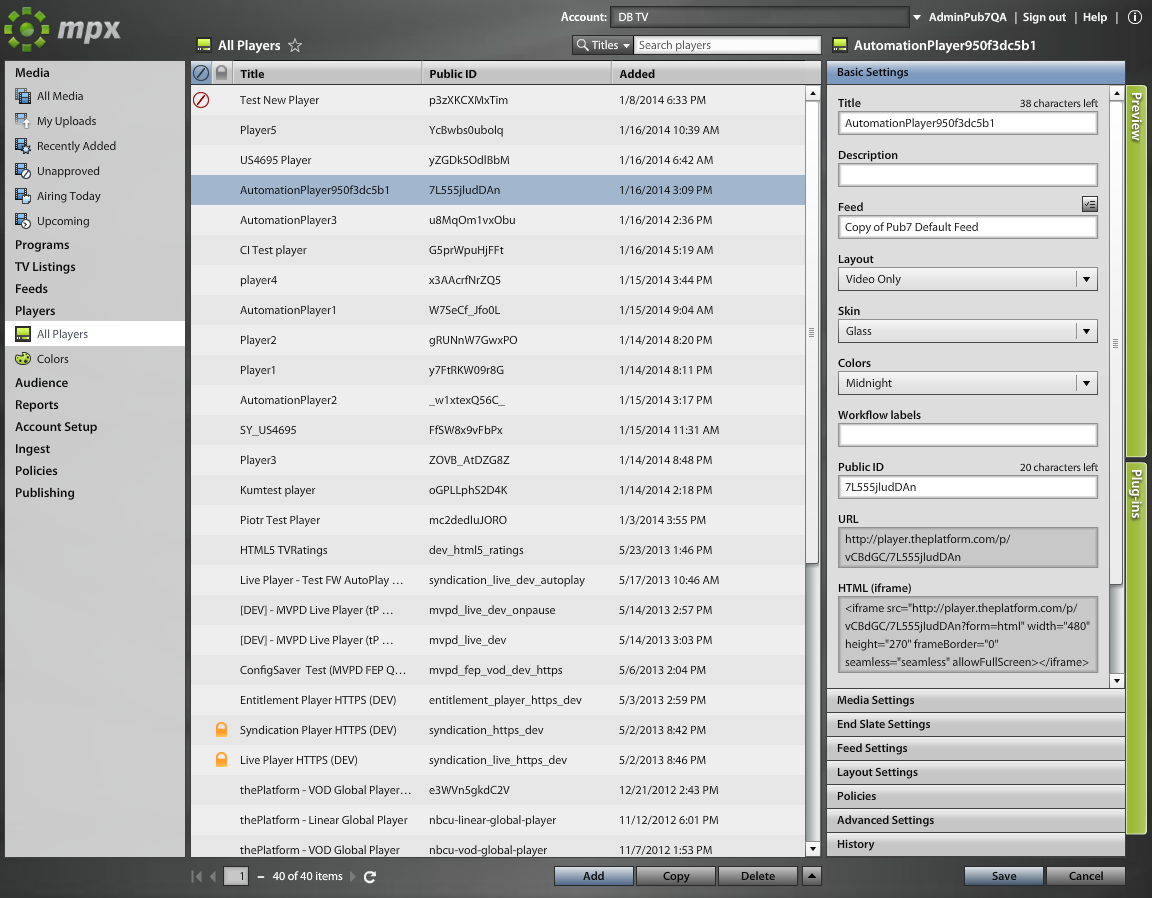 mpx
Account: DB TV AdminPub7QA | Sign out | Help |
All Players
Titles Search players
AutomationPlayer950f3dc5b1
Media
All Media
My Uploads
Recently Added
Unapproved
Airing Today
Upcoming
Programs
TV Listings
Feeds
Players
All Players
Colors
Audience
Reports
Account Setup
Ingest
Policies
Publishing
Title Public ID Added
Test New Player p3zXKCXMxTim 1/8/2014 6:33 PM
Player5 YcBwbs0ubolq 1/16/2014 10:39 AM
US4695 Player yZGDk5OdlBbM 1/16/2014 6:42 AM
AutomationPlayer950f3dc5b1 7L555jludDAn 1/16/2014 3:09 PM
AutomationPlayer3 u8MqOm1vxObu 1/16/2014 2:36 PM
CI Test player G5prWpuHjFFt 1/16/2014 5:19 AM
player4 x3AAcrfNrZQ5 1/15/2014 3:44 PM
AutomationPlayer1 W7SeCf_Jfo0L 1/15/2014 9:04 AM
Player2 gRUNnW7GwxPO 1/14/2014 8:20 PM
Player1 y7FtRKW09r8G 1/14/2014 8:11 PM
AutomationPlayer2 _w1xtexQ56C_ 1/15/2014 3:17 PM
SY_US4695 FfSW8x9vFbPx 1/15/2014 11:31 AM
Player3 ZOVB_AtDZG8Z 1/14/2014 8:48 PM
Kumtest player oGPLLphS2D4K 1/14/2014 2:18 PM
Piotr Test Player mc2dedIuJORO 1/3/2014 3:55 PM
HTML5 TVRatings dev_html5_ratings 5/23/2013 1:46 PM
Live Player - Test FW AutoPlay ... syndication_live_dev_autoplay 5/17/2013 10:46 AM
[DEV] - MVPD Live Player (tP ... mvpd_live_dev_onpause 5/14/2013 2:57 PM
[DEV] - MVPD Live Player (tP ... mvpd_live_dev 5/14/2013 3:03 PM
ConfigSaver Test (MVPD FEP Q... mvpd_fep_vod_dev_https 5/6/2013 2:04 PM
Entitlement Player HTTPS (DEV) entitlement_player_https_dev 5/3/2013 2:59 PM
Syndication Player HTTPS (DEV) syndication_https_dev 5/2/2013 8:42 PM
Live Player HTTPS (DEV) syndication_live_https_dev 5/2/2013 8:46 PM
thePlatform - VOD Global Player... e3WVn5gkdC2V 12/21/2012 2:43 PM
thePlatform - Linear Global Player nbcu-linear-global-player 11/12/2012 6:01 PM
thePlatform - VOD Global Player nbcu-vod-global-player 11/7/2012 1:53 PM
1 – 40 of 40 items
Add Copy Delete
Basic Settings
Title 38 characters left
AutomationPlayer950f3dc5b1
Description
Feed
Copy of Pub7 Default Feed
Layout
Video Only
Skin
Glass
Colors
Midnight
Workflow labels
Public ID 20 characters left
7L555jludDAn
URL
http://player.theplatform.com/p/
vCBdGC/7L555jludDAn
HTML (iframe)
<iframe src="http://player.theplatform.com/p/
vCBdGC/7L555jludDAn?form=html" width="480"
height="270" frameBorder="0"
seamless="seamless" allowFullScreen></iframe>
Media Settings
End Slate Settings
Feed Settings
Layout Settings
Policies
Advanced Settings
History
Save Cancel
Preview
Plug-ins